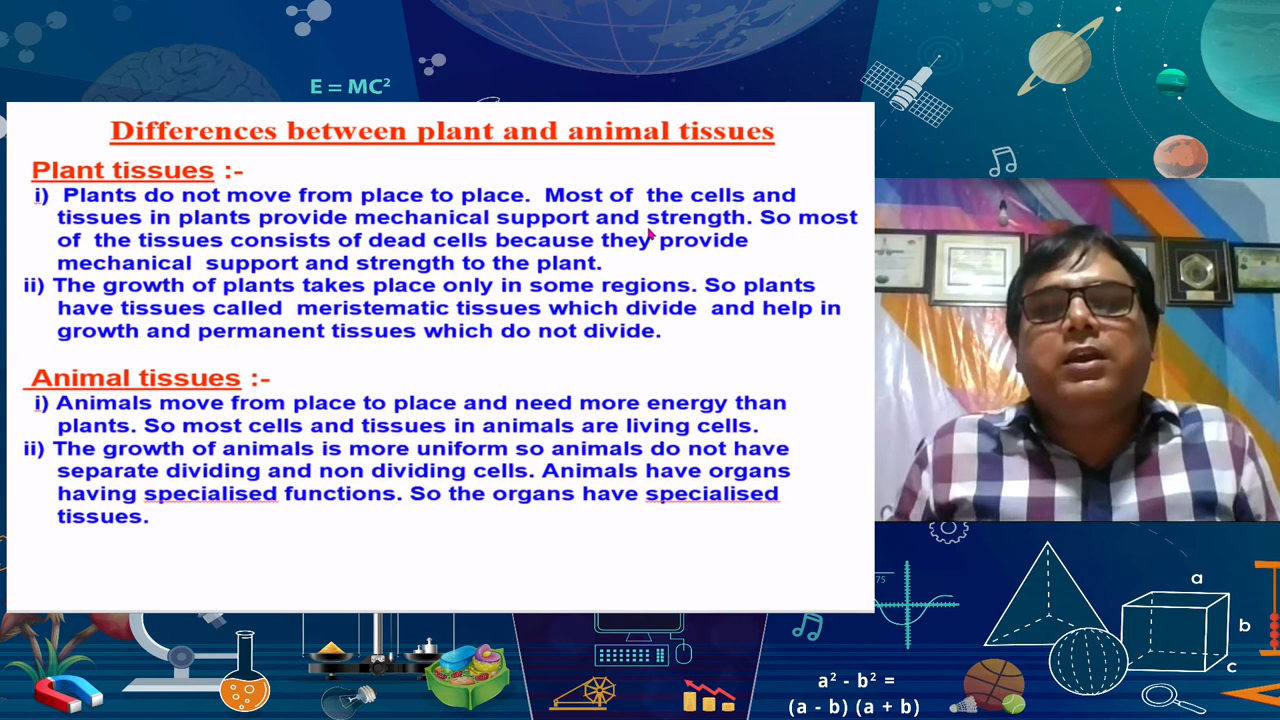 E = MC²
Differences between plant and animal tissues
Plant tissues :-
i) Plants do not move from place to place. Most of the cells and
tissues in plants provide mechanical support and strength. So most
of the tissues consists of dead cells because they provide
mechanical support and strength to the plant.
ii) The growth of plants takes place only in some regions. So plants
have tissues called meristematic tissues which divide and help in
growth and permanent tissues which do not divide.
Animal tissues :-
i) Animals move from place to place and need more energy than
plants. So most cells and tissues in animals are living cells.
ii) The growth of animals is more uniform so animals do not have
separate dividing and non dividing cells. Animals have organs
having specialised functions. So the organs have specialised
tissues.
75
a
b
c
a² - b² =
(a - b) (a + b)